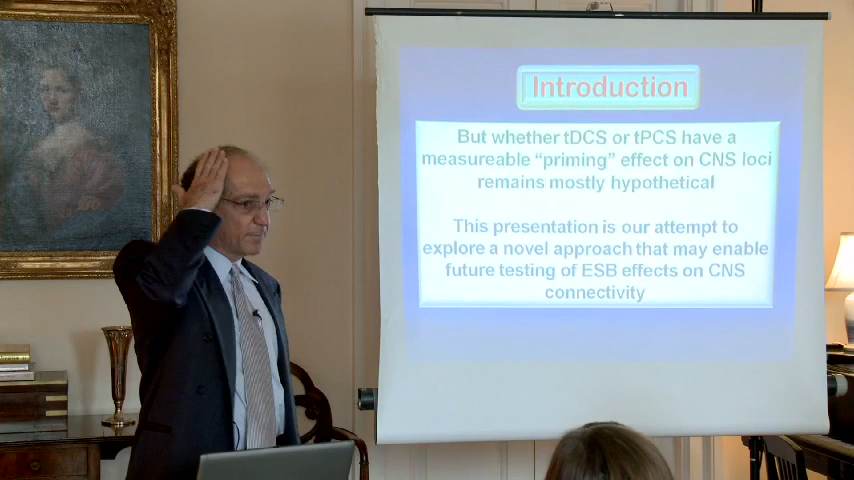 Introduction
But whether tDCS or tPCS have a
measureable “priming” effect on CNS loci
remains mostly hypothetical
This presentation is our attempt to
explore a novel approach that may enable
future testing of ESB effects on CNS
connectivity